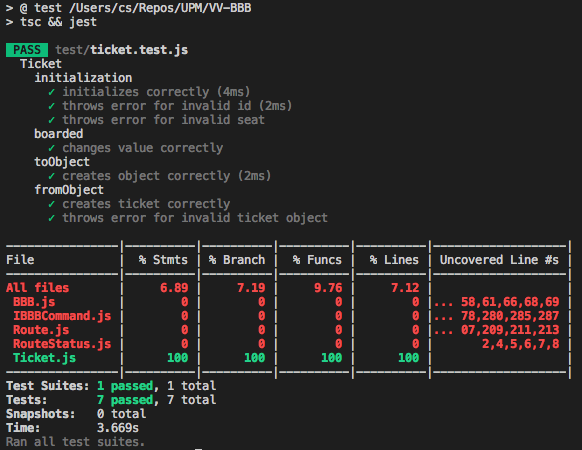 > @ test /Users/cs/Repos/UPM/VV-BBB
> tsc && jest
PASS test/ticket.test.js
Ticket
initialization
✓ initializes correctly (4ms)
✓ throws error for invalid id (2ms)
✓ throws error for invalid seat
boarded
✓ changes value correctly
toObject
✓ creates object correctly (2ms)
fromObject
✓ creates ticket correctly
✓ throws error for invalid ticket object
File | % Stmts | % Branch | % Funcs | % Lines | Uncovered Line #s |
All files | 6.89 | 7.19 | 9.76 | 7.12 | |
BBB.js | 0 | 0 | 0 | 0 |... 58,61,66,68,69 |
IBBBCommand.js | 0 | 0 | 0 | 0 |... 78,280,285,287 |
Route.js | 0 | 0 | 0 | 0 |... 07,209,211,213 |
RouteStatus.js | 0 | 0 | 0 | 0 | 2,4,5,6,7,8 |
Ticket.js | 100 | 100 | 100 | 100 | |
Test Suites: 1 passed, 1 total
Tests: 7 passed, 7 total
Snapshots: 0 total
Time: 3.669s
Ran all test suites.